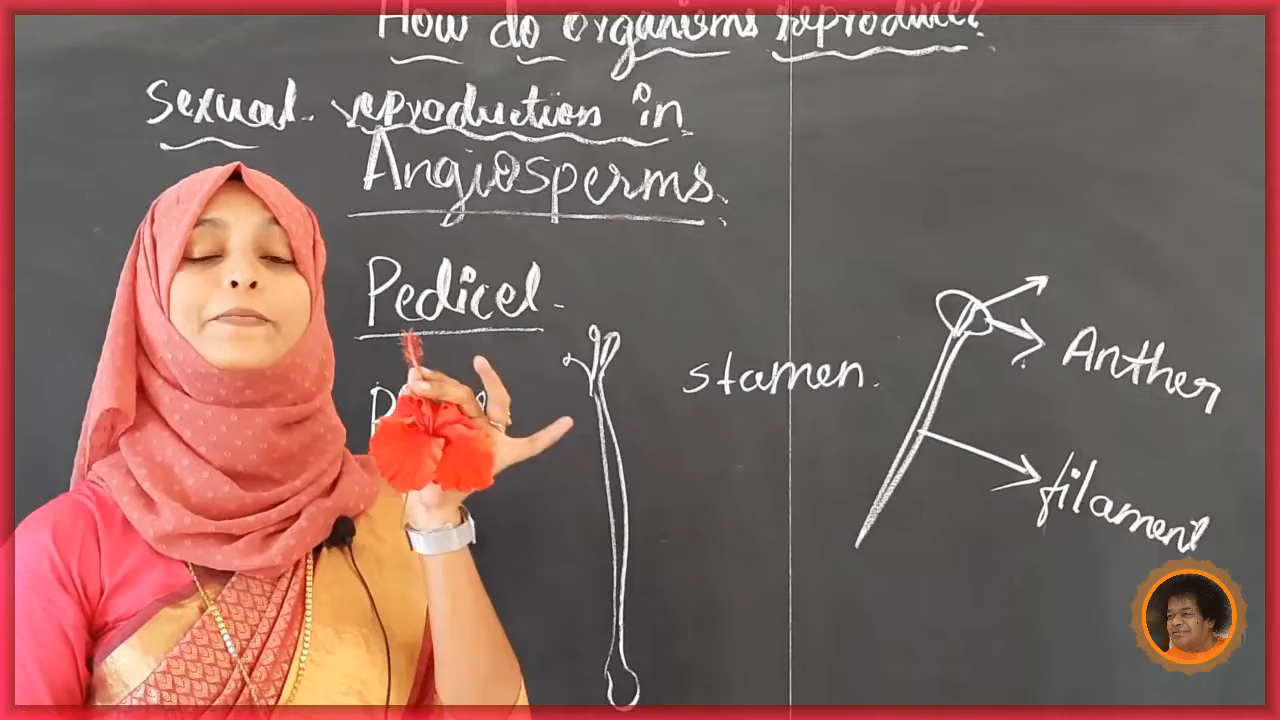 How do organisms reproduce?
Sexual reproduction in
Angiosperms.
Pedicel
stamen.
Anther
filament